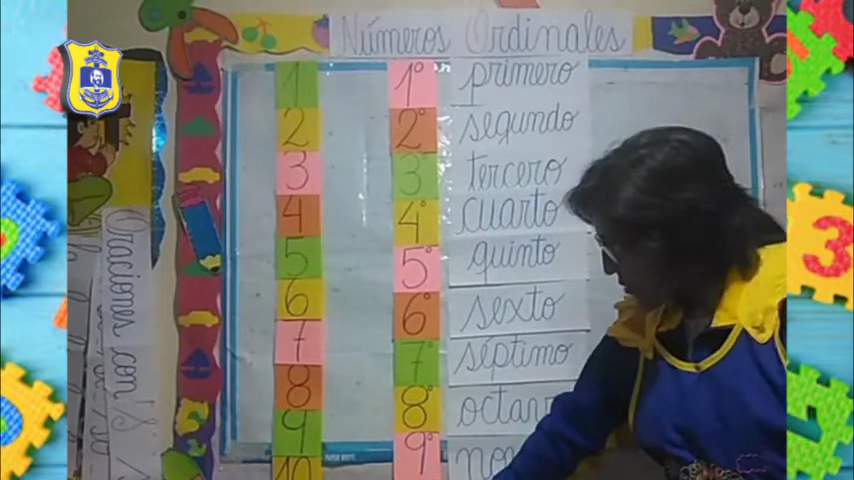 Números Ordinales
1 1° primero
2 2° segundo
3 3° tercero
4 4° cuarto
5 5° quinto
6 6° sexto
7 7° séptimo
8 8°
9 9°
10
Oraciones con
3